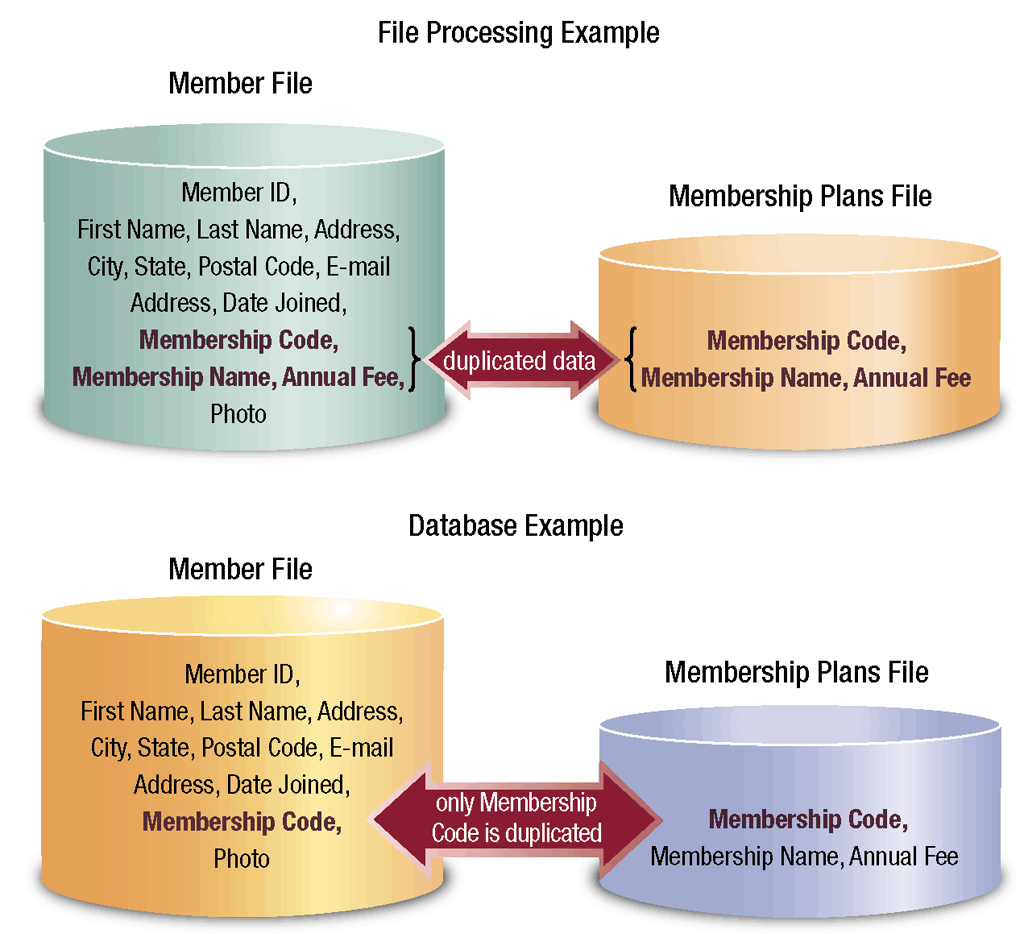 File Processing Example
Member File
Member ID,
First Name, Last Name, Address,
City, State, Postal Code, E-mail
Address, Date Joined,
Membership Code,
Membership Name, Annual Fee,
Photo
duplicated data
Membership Plans File
Membership Code,
Membership Name, Annual Fee
Database Example
Member File
Member ID,
First Name, Last Name, Address,
City, State, Postal Code, E-mail
Address, Date Joined,
Membership Code,
Photo
only Membership
Code is duplicated
Membership Plans File
Membership Code,
Membership Name, Annual Fee